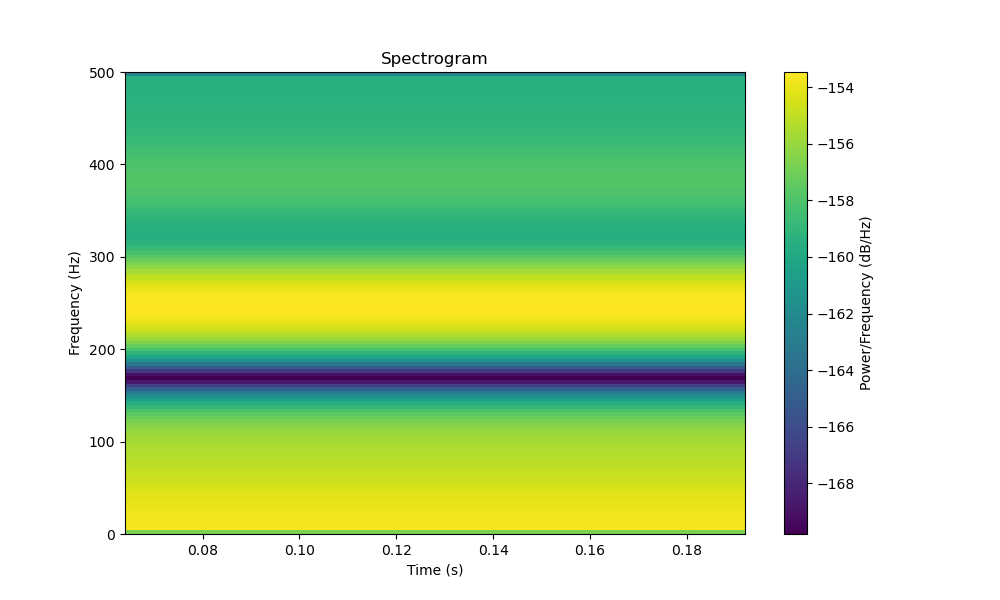 Spectrogram
500
400
300
200
100
0
Frequency (Hz)
0.08 0.10 0.12 0.14 0.16 0.18
Time (s)
−154
−156
−158
−160
−162
−164
−166
−168
Power/Frequency (dB/Hz)